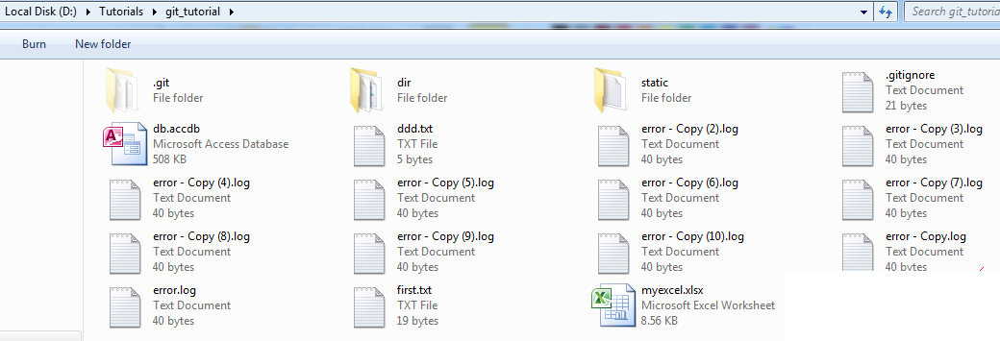 Local Disk (D:) ▸ Tutorials ▸ git_tutorial ▸ Search git_tutoria
Burn New folder
.git
File folder
dir
File folder
static
File folder
.gitignore
Text Document
21 bytes
db.accdb
Microsoft Access Database
508 KB
ddd.txt
TXT File
5 bytes
error - Copy (2).log
Text Document
40 bytes
error - Copy (3).log
Text Document
40 bytes
error - Copy (4).log
Text Document
40 bytes
error - Copy (5).log
Text Document
40 bytes
error - Copy (6).log
Text Document
40 bytes
error - Copy (7).log
Text Document
40 bytes
error - Copy (8).log
Text Document
40 bytes
error - Copy (9).log
Text Document
40 bytes
error - Copy (10).log
Text Document
40 bytes
error - Copy.log
Text Document
40 bytes
error.log
Text Document
40 bytes
first.txt
TXT File
19 bytes
myexcel.xlsx
Microsoft Excel Worksheet
8.56 KB